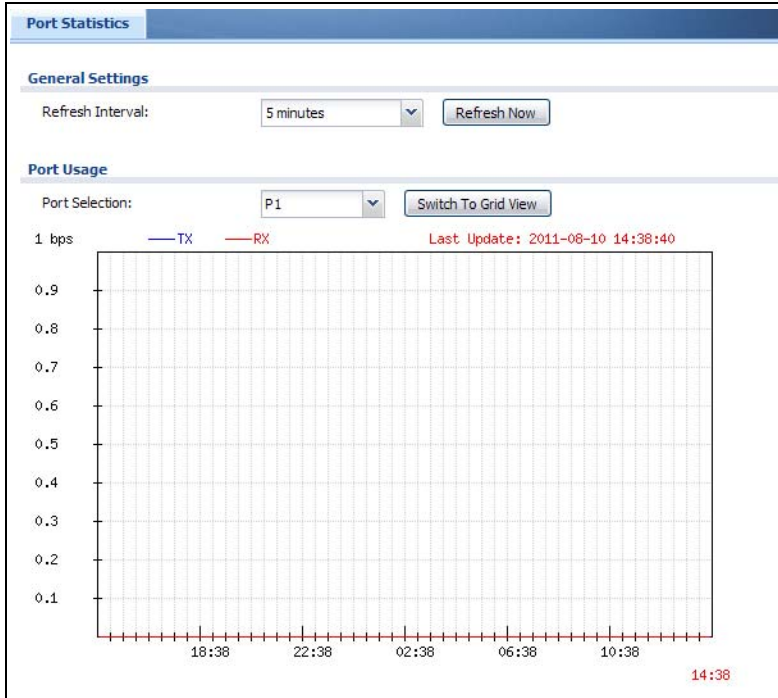 Port Statistics
General Settings
Refresh Interval: 5 minutes Refresh Now
Port Usage
Port Selection: P1 Switch To Grid View
1 bps TX RX Last Update: 2011-08-10 14:38:40
0.9
0.8
0.7
0.6
0.5
0.4
0.3
0.2
0.1
18:38 22:38 02:38 06:38 10:38
14:38